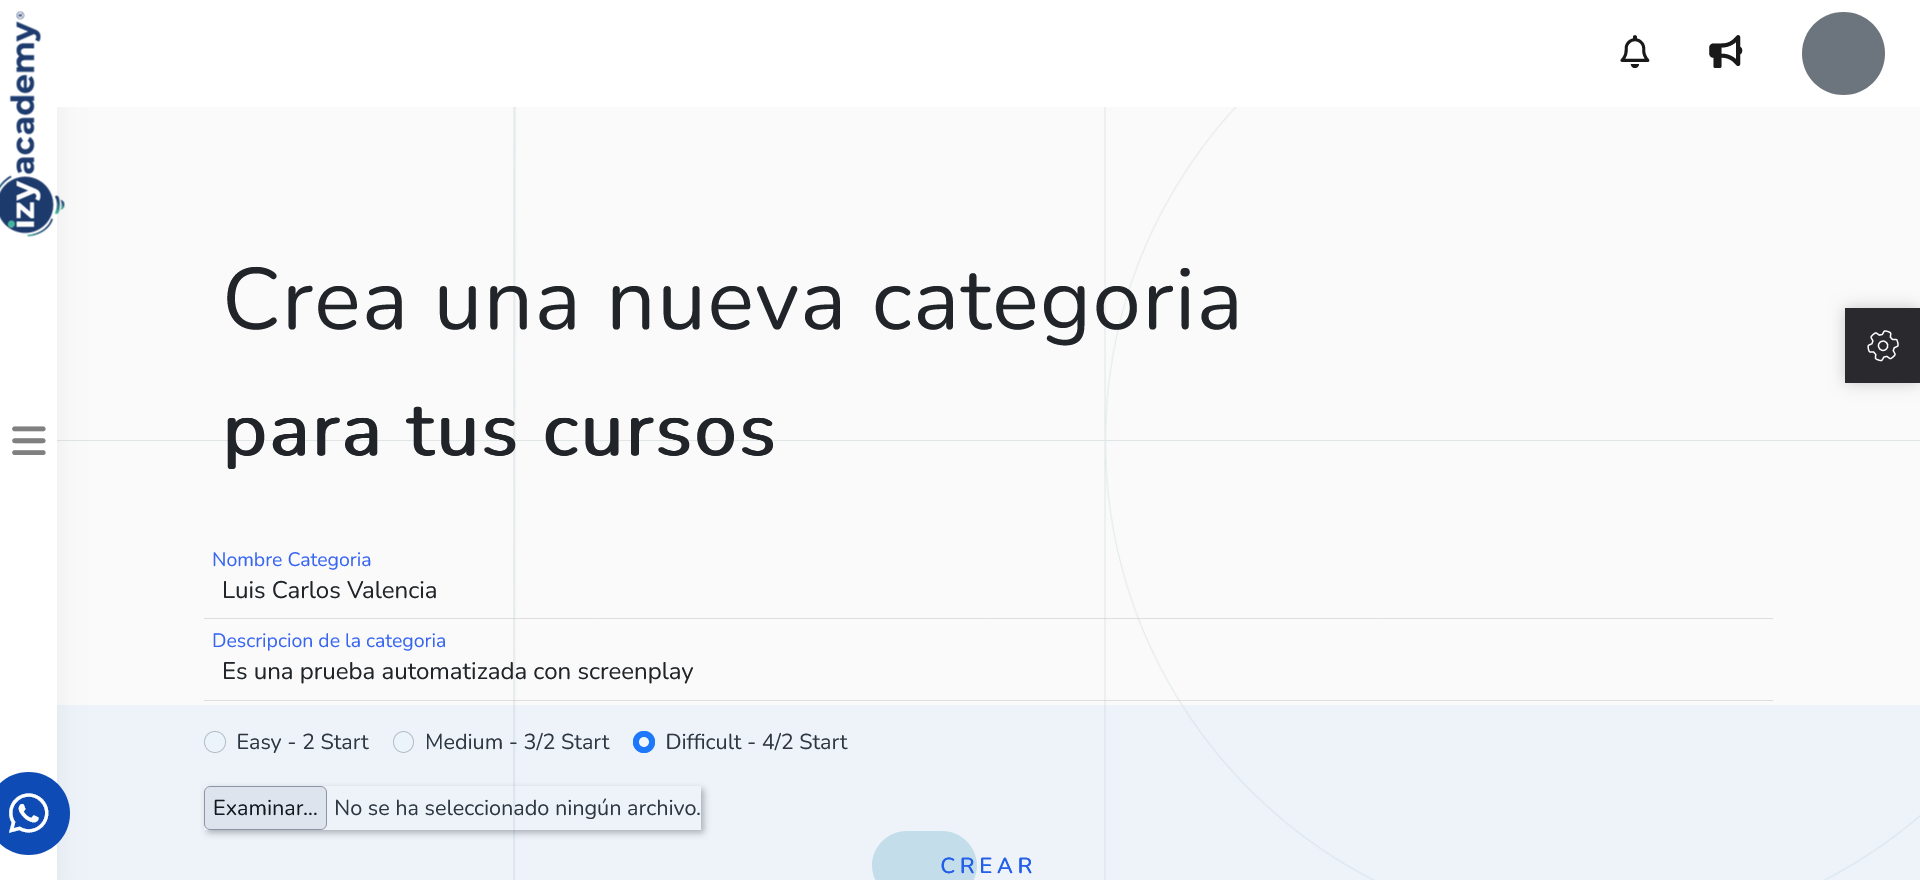 izyacademy®
Crea una nueva categoria
para tus cursos
Nombre Categoria
Luis Carlos Valencia
Descripcion de la categoria
Es una prueba automatizada con screenplay
Easy - 2 Start Medium - 3/2 Start Difficult - 4/2 Start
Examinar... No se ha seleccionado ningún archivo.
CREAR